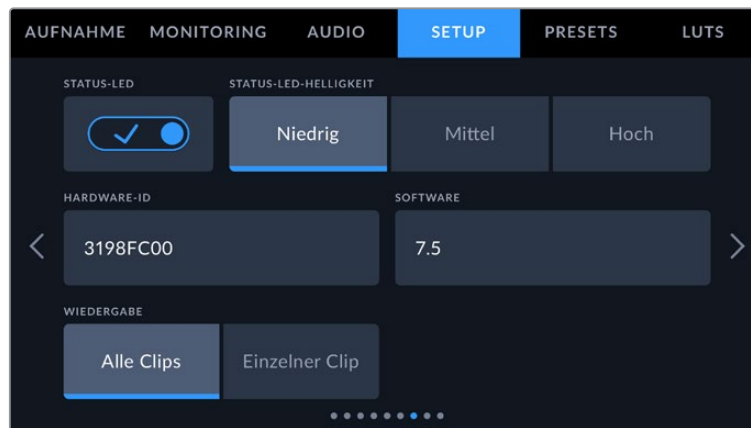 AUFNAHME MONITORING AUDIO SETUP PRESETS LUTS
STATUS-LED STATUS-LED-HELLIGKEIT
Niedrig Mittel Hoch
HARDWARE-ID SOFTWARE
3198FC00 7.5
WIEDERGABE
Alle Clips Einzelner Clip